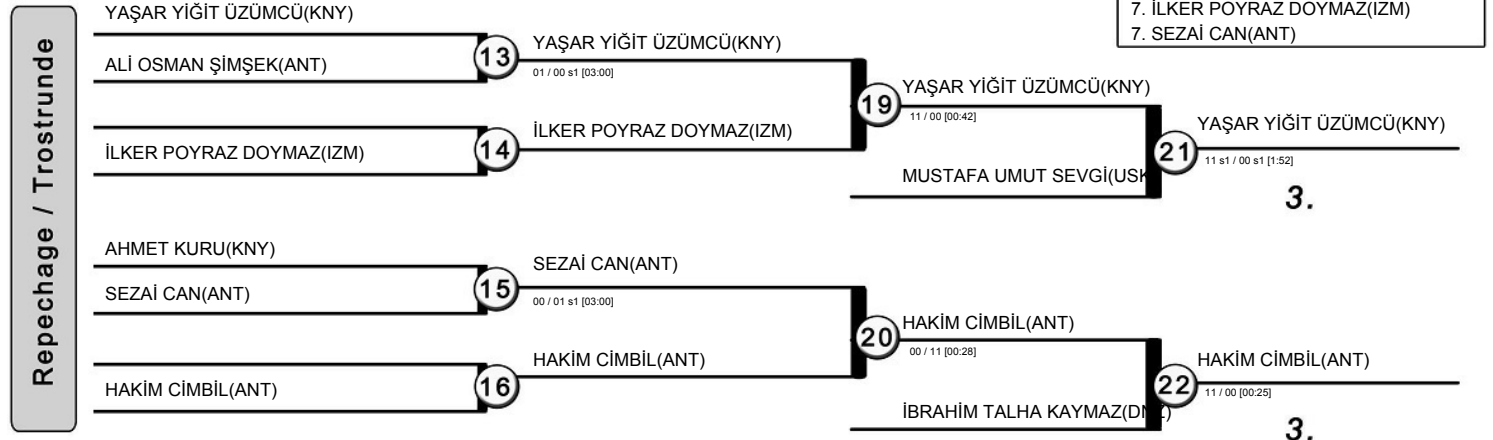 7. İLKER POYRAZ DOYMAZ(IZM)
7. SEZAİ CAN(ANT)
Repechage / Trostrunde
YAŞAR YİĞİT ÜZÜMCÜ(KNY)
ALİ OSMAN ŞİMŞEK(ANT)
13
YAŞAR YİĞİT ÜZÜMCÜ(KNY)
01 / 00 s1 [03:00]
İLKER POYRAZ DOYMAZ(IZM)
14
İLKER POYRAZ DOYMAZ(IZM)
19
YAŞAR YİĞİT ÜZÜMCÜ(KNY)
11 / 00 [00:42]
MUSTAFA UMUT SEVGİ(USK
21
YAŞAR YİĞİT ÜZÜMCÜ(KNY)
11 s1 / 00 s1 [1:52]
3.
AHMET KURU(KNY)
SEZAİ CAN(ANT)
15
SEZAİ CAN(ANT)
00 / 01 s1 [03:00]
HAKİM CİMBİL(ANT)
16
HAKİM CİMBİL(ANT)
20
HAKİM CİMBİL(ANT)
00 / 11 [00:28]
İBRAHİM TALHA KAYMAZ(DNZ)
22
HAKİM CİMBİL(ANT)
11 / 00 [00:25]
3.